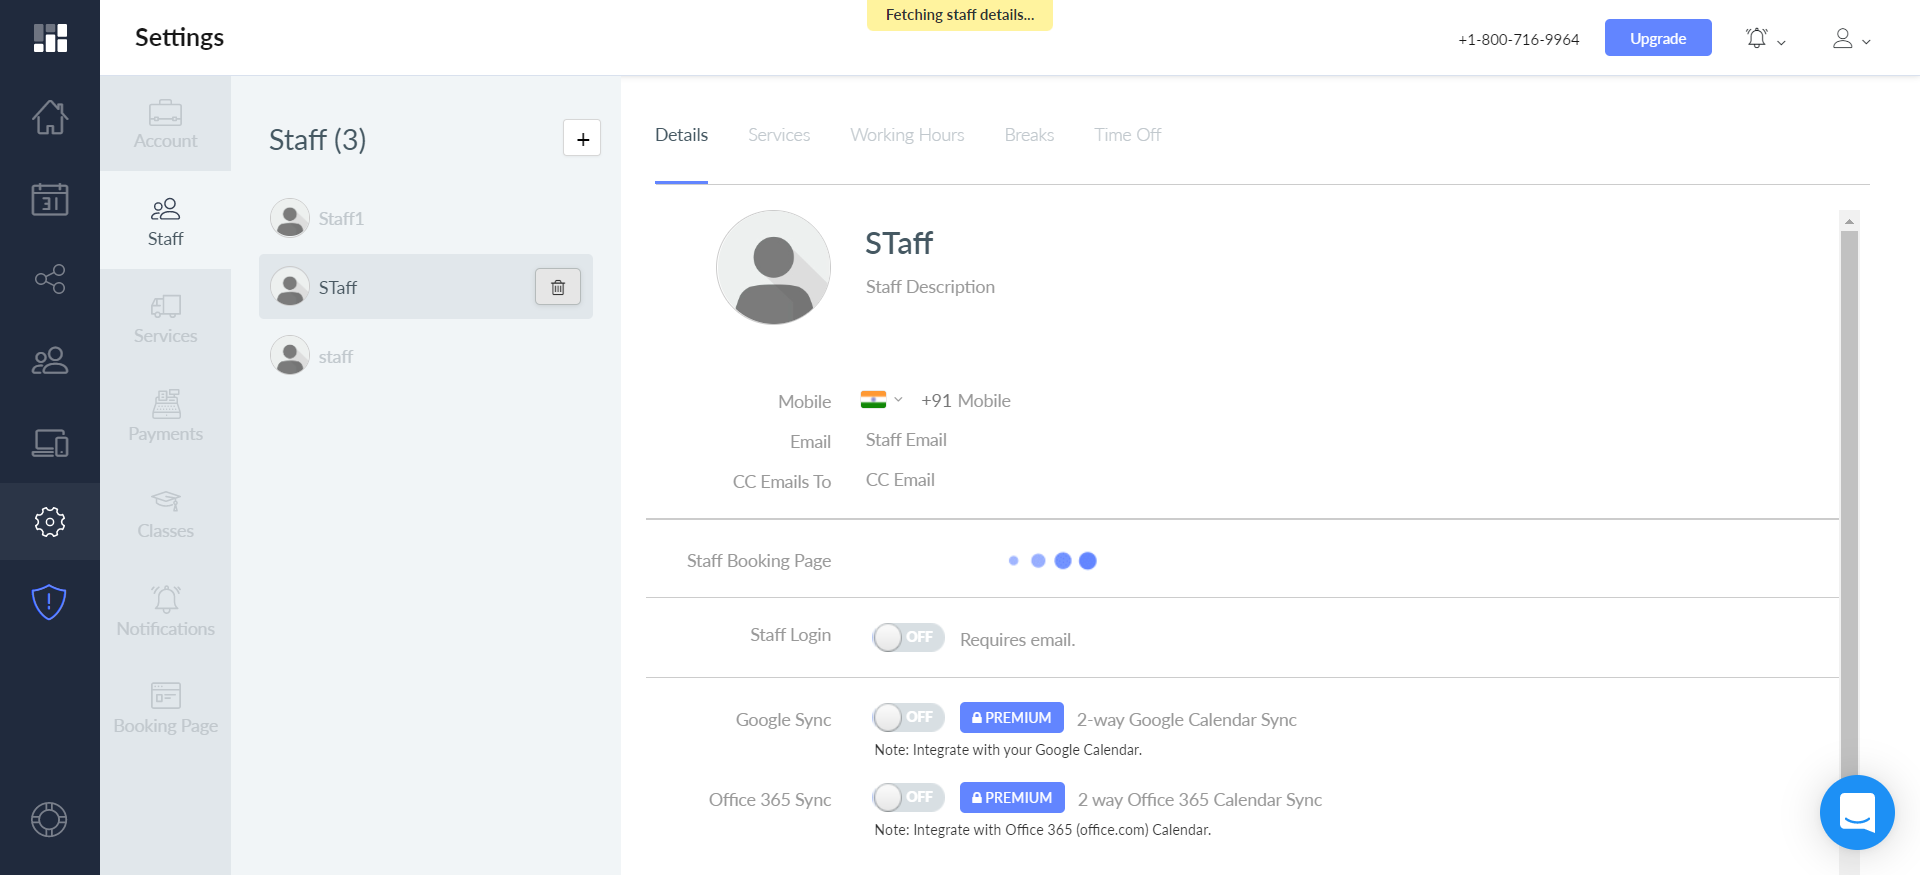 Fetching staff details...
Settings
+1-800-716-9964
Upgrade
31
Account
Staff
Services
Payments
Classes
Notifications
Booking Page
Staff (3)
+
Staff1
STaff
staff
Details Services Working Hours Breaks Time Off
STaff
Staff Description
Mobile +91 Mobile
Email Staff Email
CC Emails To CC Email
Staff Booking Page
Staff Login OFF Requires email.
Google Sync OFF PREMIUM 2-way Google Calendar Sync
Note: Integrate with your Google Calendar.
Office 365 Sync OFF PREMIUM 2 way Office 365 Calendar Sync
Note: Integrate with Office 365 (office.com) Calendar.